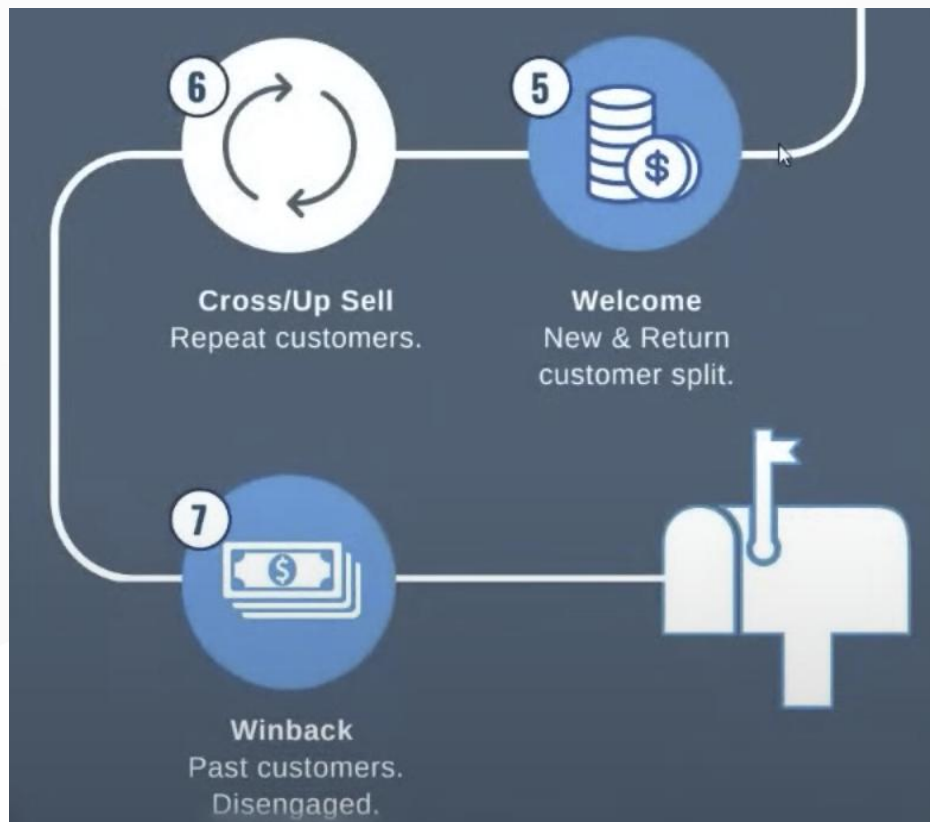 6
5
$
Cross/Up Sell
Repeat customers.
Welcome
New & Return
customer split.
7
$
Winback
Past customers.
Disengaged.